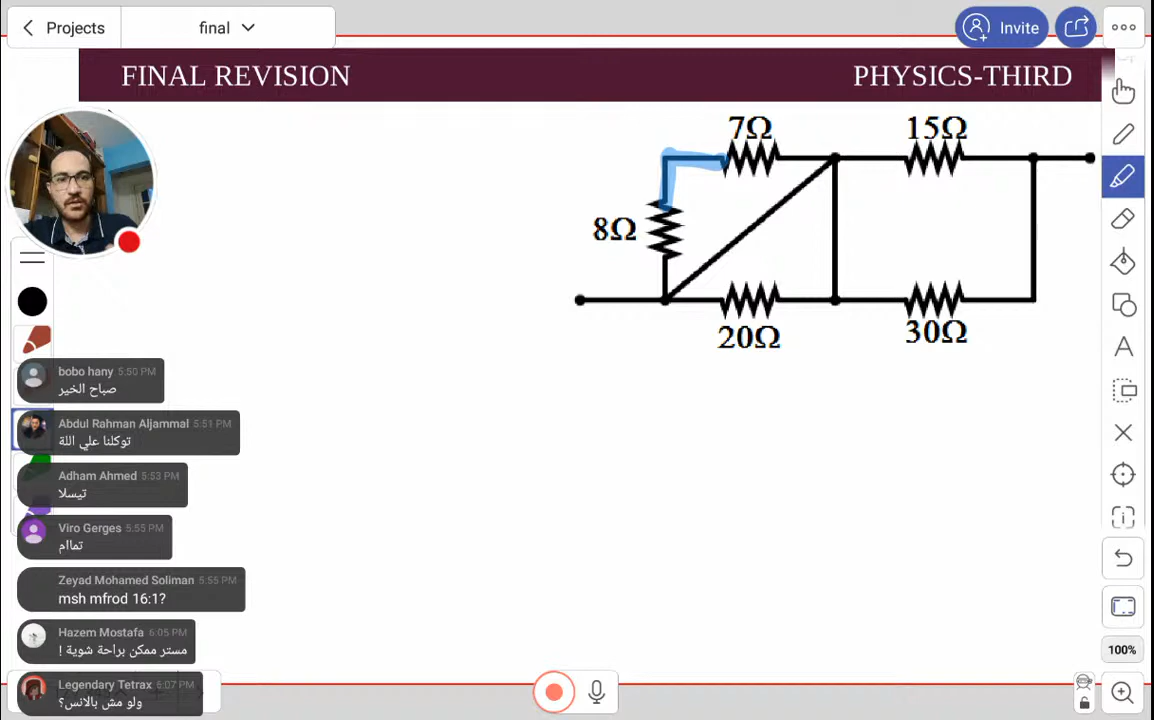 Projects
final
Invite
FINAL REVISION
PHYSICS-THIRD
7Ω
15Ω
8Ω
20Ω
30Ω
bobo hany 5:50 PM
صباح الخير
Abdul Rahman Aljammal 5:51 PM
توكلنا علي اللة
Adham Ahmed 5:53 PM
تيسلا
Viro Gerges 5:55 PM
تماام
Zeyad Mohamed Soliman 5:55 PM
msh mfrod 16:1?
Hazem Mostafa 6:05 PM
مستر ممكن براحة شوية !
Legendary Tetrax 6:07 PM
ولو مش بالانس؟
A
100%